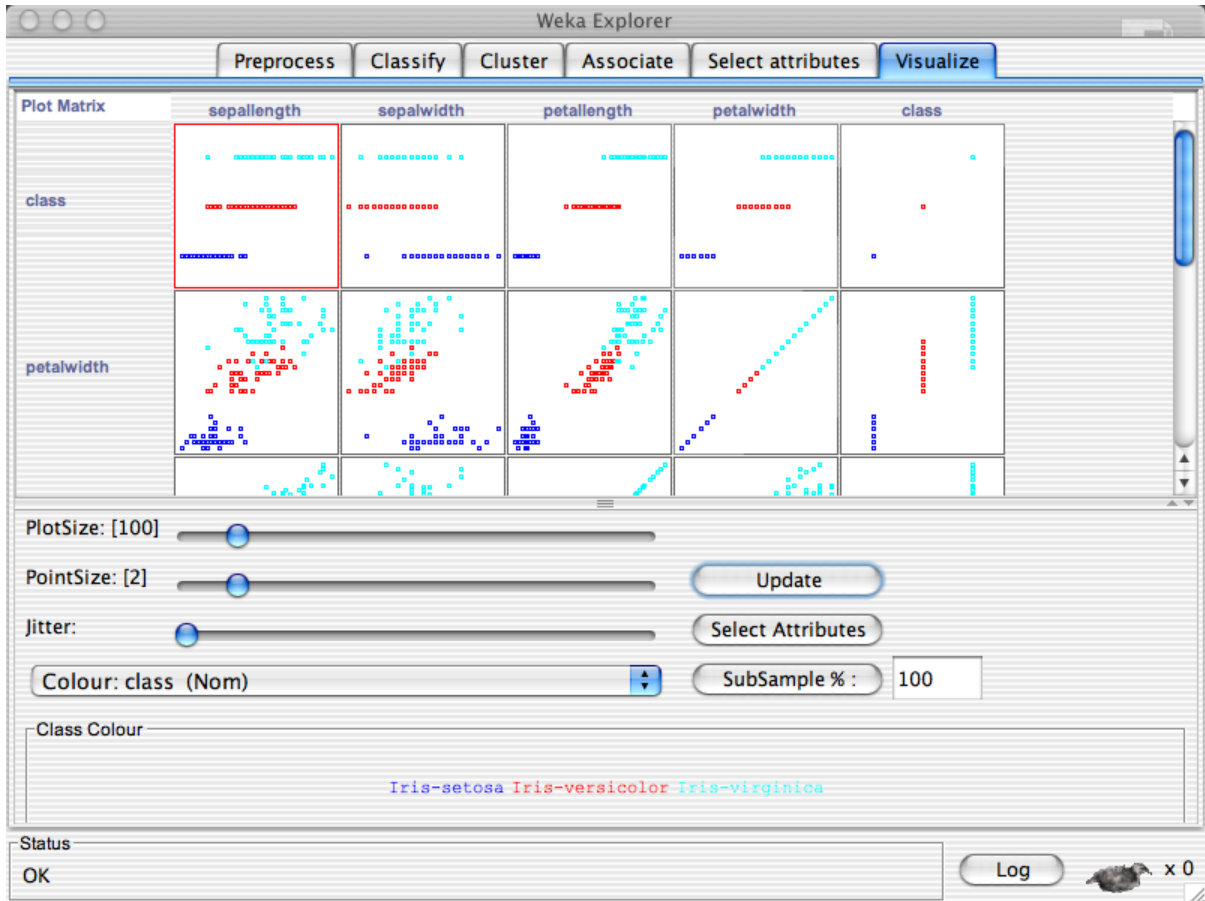 Weka Explorer
Preprocess Classify Cluster Associate Select attributes Visualize
Plot Matrix sepallength sepalwidth petallength petalwidth class
class
petalwidth
PlotSize: [100]
PointSize: [2] Update
Jitter: Select Attributes
Colour: class (Nom) SubSample % : 100
Class Colour
Iris-setosa Iris-versicolor Iris-virginica
Status
OK Log x 0